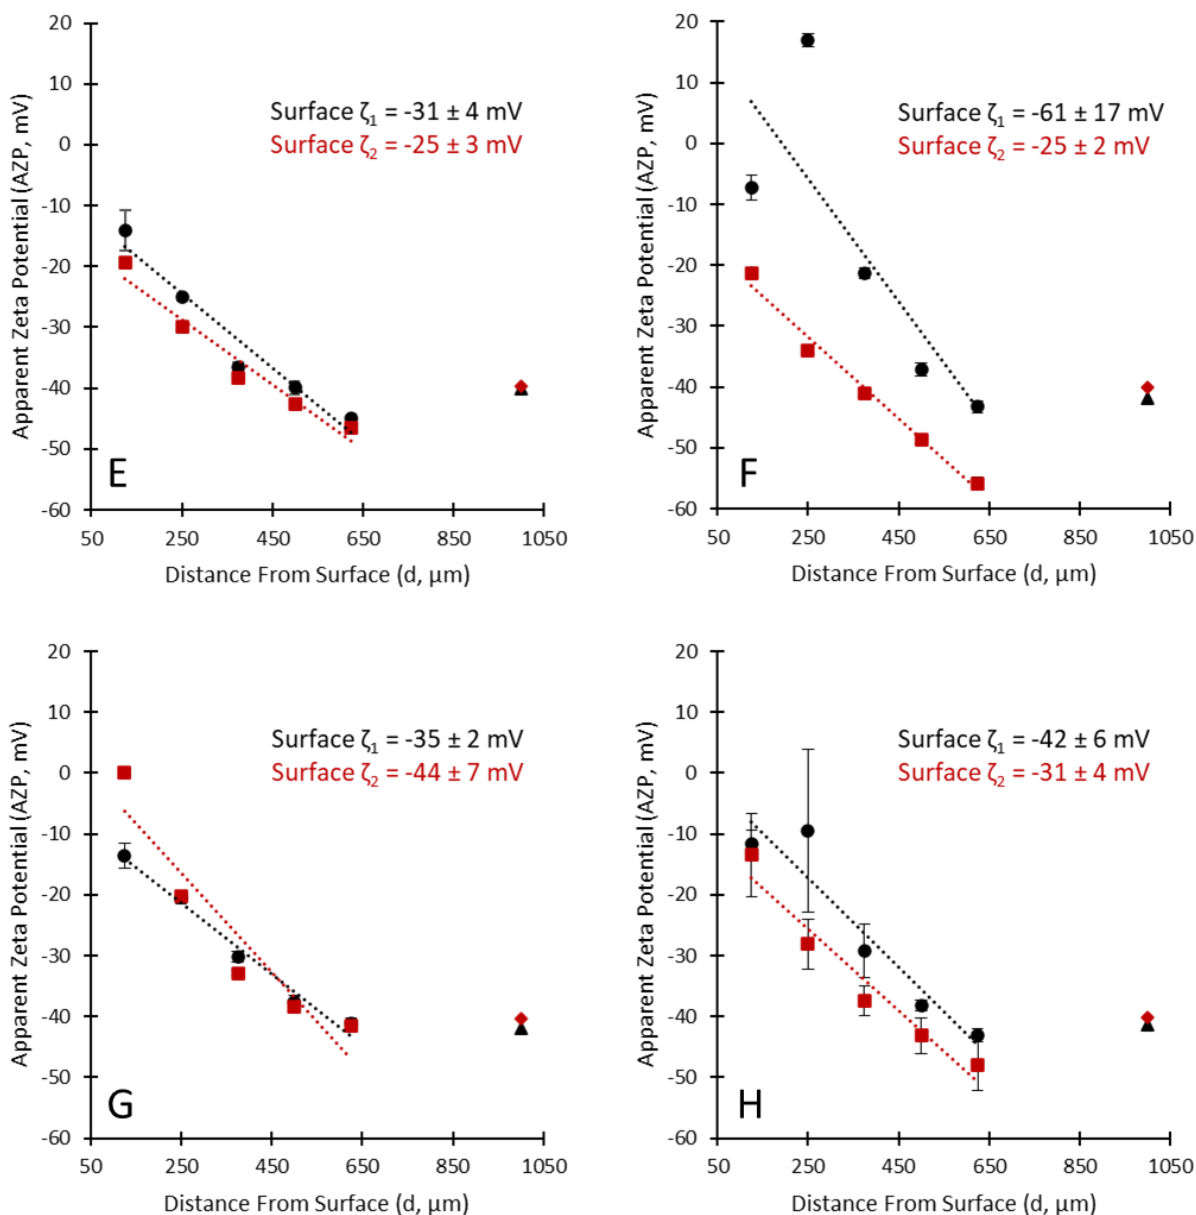 20
10
0
-10
-20
-30
-40
-50
-60
Apparent Zeta Potential (AZP, mV)
Surface ζ1 = -31 ± 4 mV
Surface ζ2 = -25 ± 3 mV
E
50 250 450 650 850 1050
Distance From Surface (d, µm)
20
10
0
-10
-20
-30
-40
-50
-60
Apparent Zeta Potential (AZP, mV)
Surface ζ1 = -61 ± 17 mV
Surface ζ2 = -25 ± 2 mV
F
50 250 450 650 850 1050
Distance From Surface (d, µm)
20
10
0
-10
-20
-30
-40
-50
-60
Apparent Zeta Potential (AZP, mV)
Surface ζ1 = -35 ± 2 mV
Surface ζ2 = -44 ± 7 mV
G
50 250 450 650 850 1050
Distance From Surface (d, µm)
20
10
0
-10
-20
-30
-40
-50
-60
Apparent Zeta Potential (AZP, mV)
Surface ζ1 = -42 ± 6 mV
Surface ζ2 = -31 ± 4 mV
H
50 250 450 650 850 1050
Distance From Surface (d, µm)